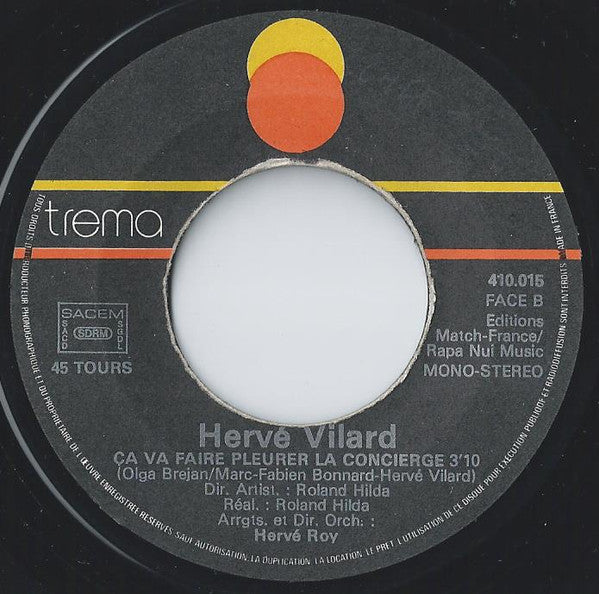 trema
410.015
FACE B
Editions
Match-France/
Rapa Nui Music
MONO-STEREO
SACEM
SACD
SDRM
SGDL
45 TOURS
Hervé Vilard
ÇA VA FAIRE PLEURER LA CONCIERGE 3'10
(Olga Brejan/Marc-Fabien Bonnard-Hervé Vilard)
Dir. Artist. : Roland Hilda
Réal. : Roland Hilda
Arrgts. et Dir. Orch. :
Hervé Roy
TOUS DROITS DU PRODUCTEUR PHONOGRAPHIQUE ET DU PROPRIETAIRE DE L'ŒUVRE ENREGISTREE RESERVES. SAUF AUTORISATION, LA DUPLICATION, LA LOCATION, LE PRET, L'UTILISATION DE CE DISQUE POUR EXECUTION PUBLIQUE ET RADIODIFFUSION SONT INTERDITS. MADE IN FRANCE